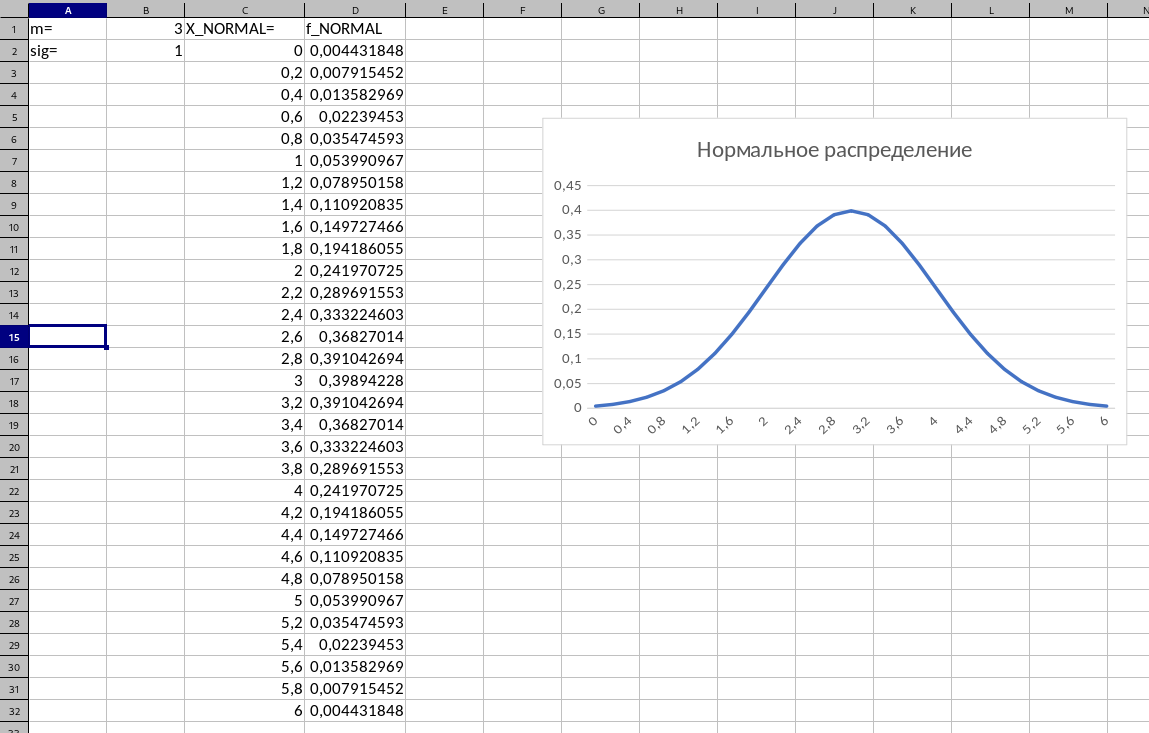 A B C D E F G H I J K L M N
1 m= 3 X_NORMAL= f_NORMAL
2 sig= 1 0 0,004431848
3 0,2 0,007915452
4 0,4 0,013582969
5 0,6 0,02239453
6 0,8 0,035474593
7 1 0,053990967
8 1,2 0,078950158
9 1,4 0,110920835
10 1,6 0,149727466
11 1,8 0,194186055
12 2 0,241970725
13 2,2 0,289691553
14 2,4 0,333224603
15 2,6 0,36827014
16 2,8 0,391042694
17 3 0,39894228
18 3,2 0,391042694
19 3,4 0,36827014
20 3,6 0,333224603
21 3,8 0,289691553
22 4 0,241970725
23 4,2 0,194186055
24 4,4 0,149727466
25 4,6 0,110920835
26 4,8 0,078950158
27 5 0,053990967
28 5,2 0,035474593
29 5,4 0,02239453
30 5,6 0,013582969
31 5,8 0,007915452
32 6 0,004431848
Нормальное распределение
0,45
0,4
0,35
0,3
0,25
0,2
0,15
0,1
0,05
0
0 0,4 0,8 1,2 1,6 2 2,4 2,8 3,2 3,6 4 4,4 4,8 5,2 5,6 6